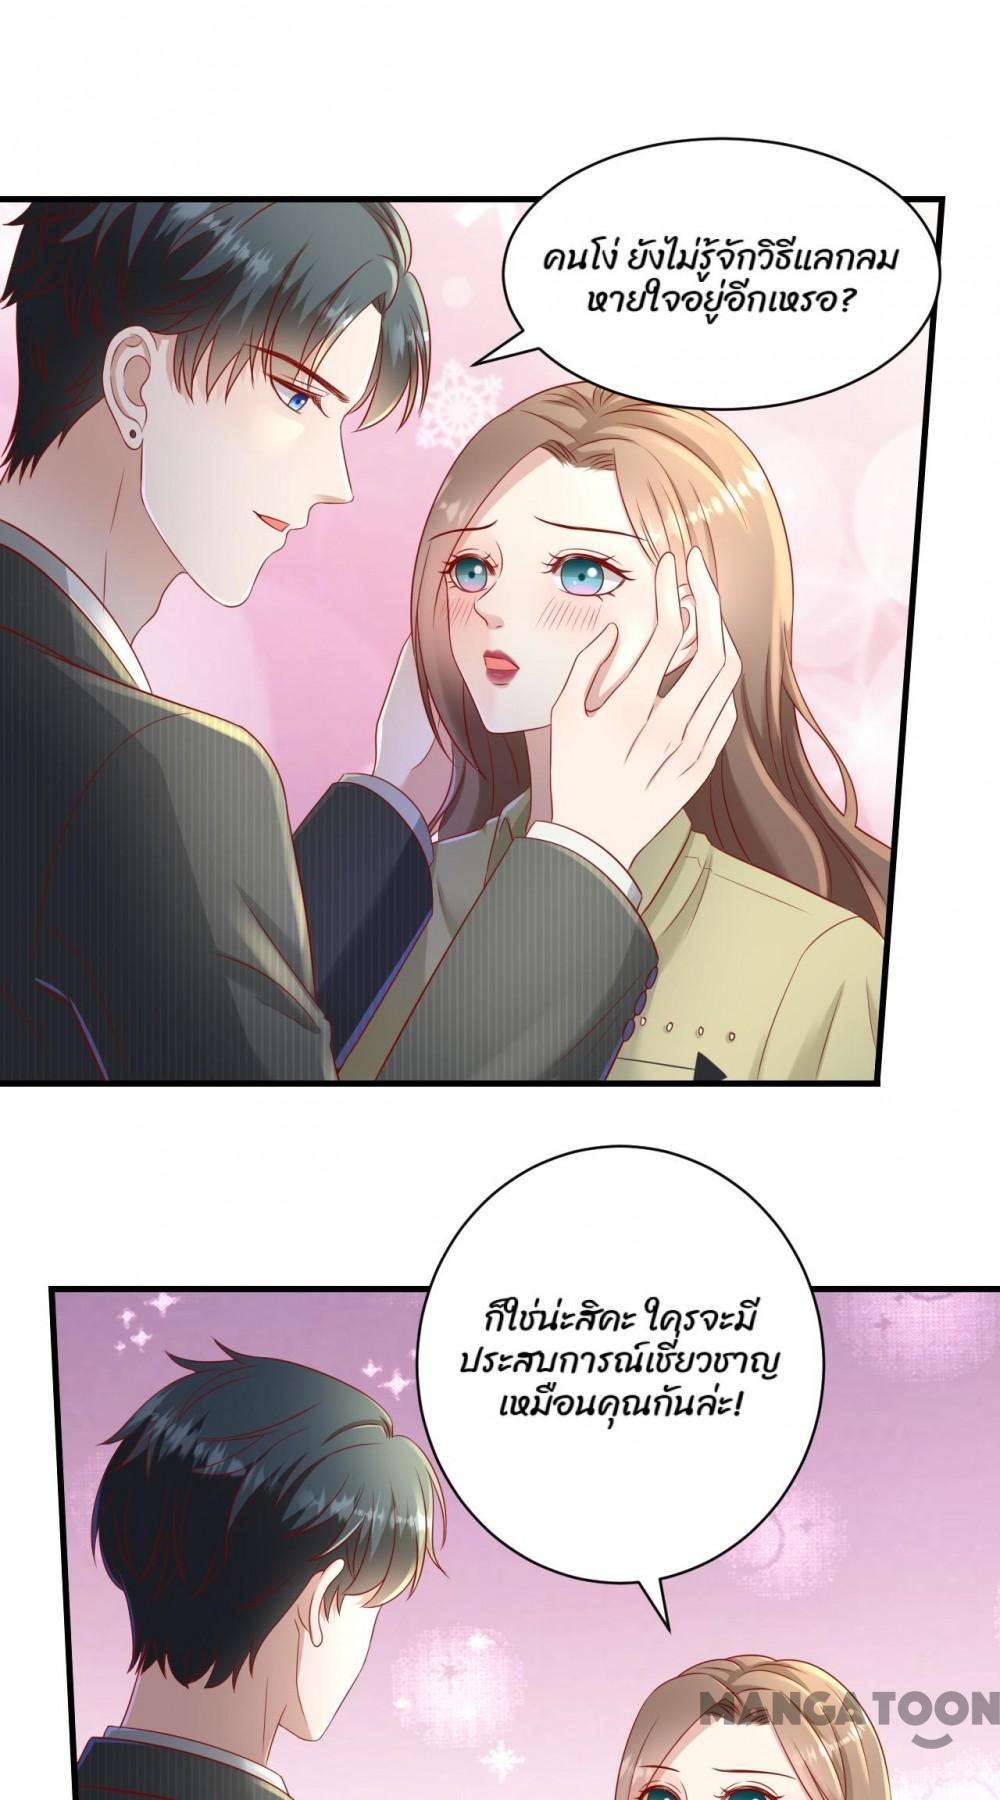 คนโง่ ยังไม่รู้จักวิธีแลกลม
หายใจอยู่อีกเหรอ?
ก็ใช่น่ะสิคะ ใครจะมี
ประสบการณ์เชี่ยวชาญ
เหมือนคุณกันล่ะ!
MANGATOON